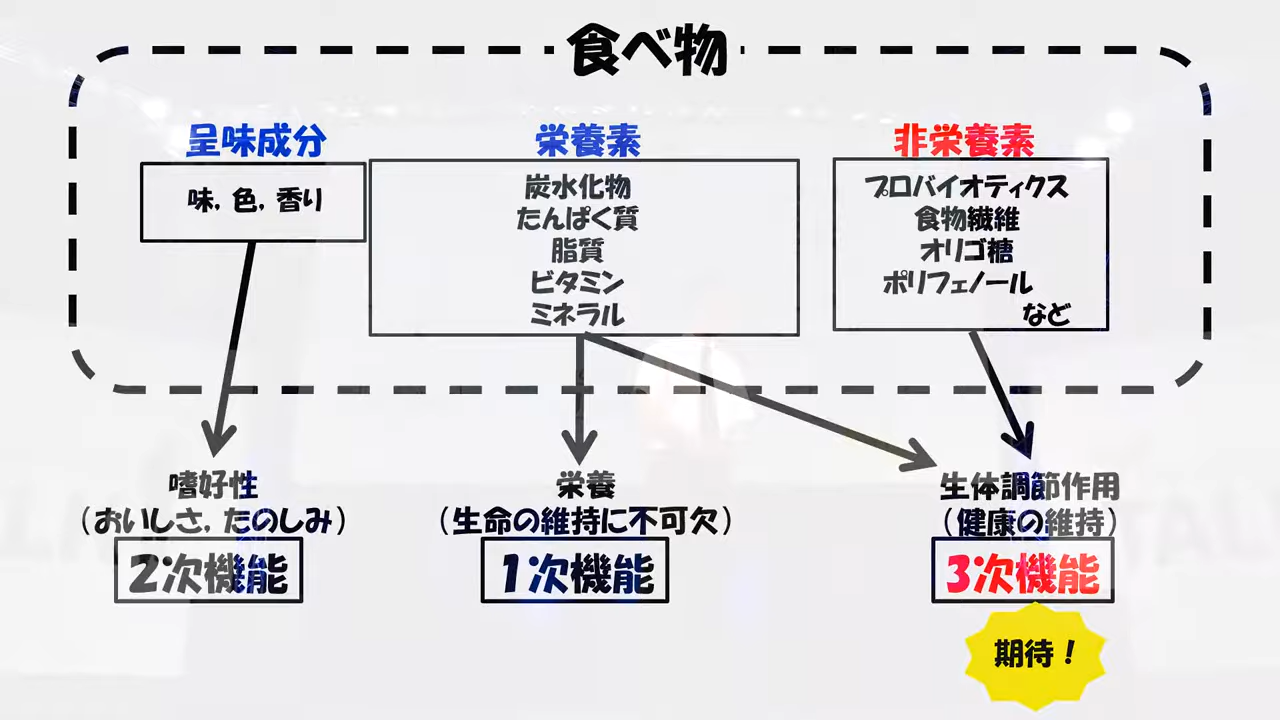 食べ物
呈味成分
味, 色, 香り
栄養素
炭水化物
たんぱく質
脂質
ビタミン
ミネラル
非栄養素
プロバイオティクス
食物繊維
オリゴ糖
ポリフェノール
など
嗜好性
(おいしさ, たのしみ)
2次機能
栄養
(生命の維持に不可欠)
1次機能
生体調節作用
(健康の維持)
3次機能
期待!